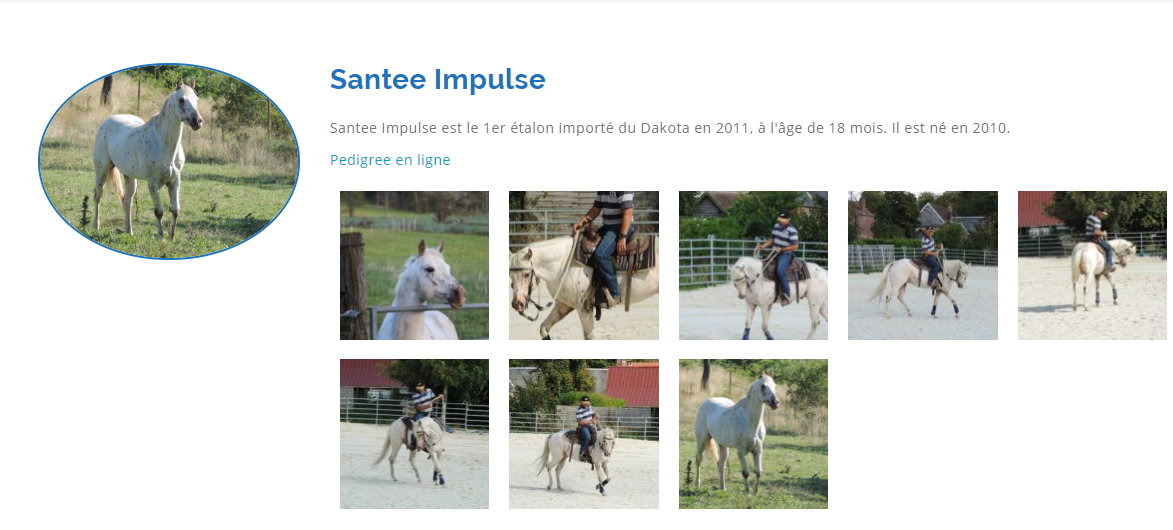 Santee Impulse
Santee Impulse est le 1er étalon importé du Dakota en 2011, à l'âge de 18 mois. Il est né en 2010.
Pedigree en ligne